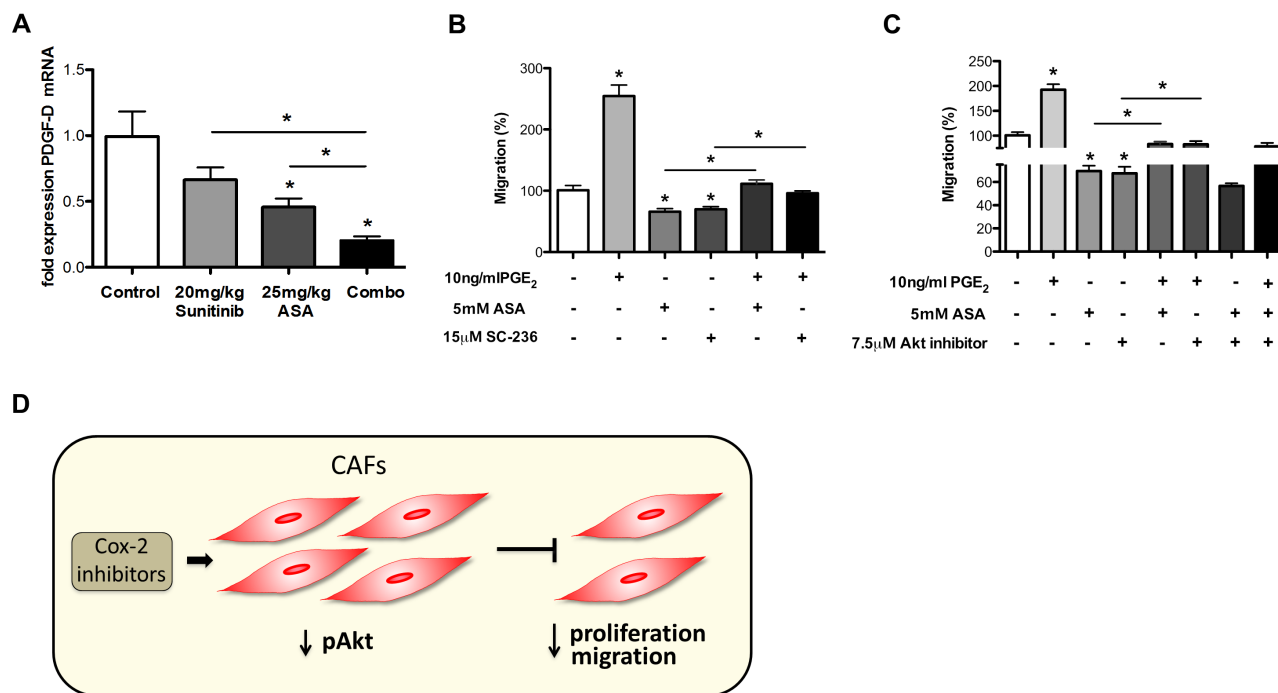 A
fold expression PDGF-D mRNA
1.5
1.0
0.5
0.0
*
*
*
*
Control 20mg/kg 25mg/kg Combo
Sunitinib ASA
B
Migration (%)
300
200
100
0
*
*
*
*
*
10ng/mlPGE2 - + - - + +
5mM ASA - - + - + -
15μM SC-236 - - - + - +
C
Migration (%)
250
200
150
100
60
40
20
0
*
*
*
*
*
10ng/ml PGE2 - + - - + + - +
5mM ASA - - + - + - + +
7.5μM Akt inhibitor - - - + - + + +
D
CAFs
Cox-2
inhibitors
↓ pAkt
↓ proliferation
migration